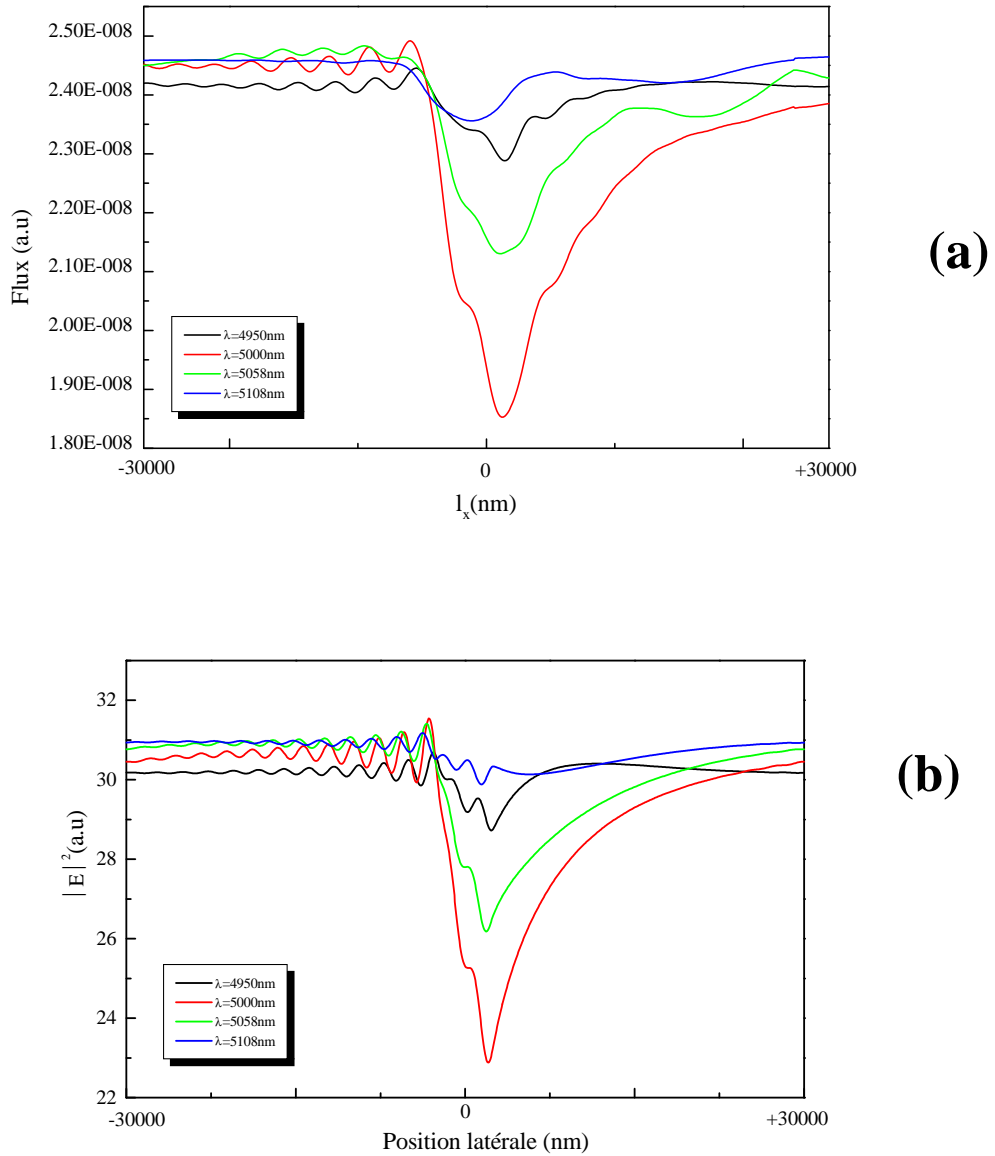 2.50E-008
2.40E-008
2.30E-008
2.20E-008
2.10E-008
2.00E-008
1.90E-008
1.80E-008
Flux (a.u)
λ=4950nm
λ=5000nm
λ=5058nm
λ=5108nm
-30000
0
+30000
l_x(nm)
(a)
32
30
28
26
24
22
|E|²(a.u)
λ=4950nm
λ=5000nm
λ=5058nm
λ=5108nm
-30000
0
+30000
Position latérale (nm)
(b)